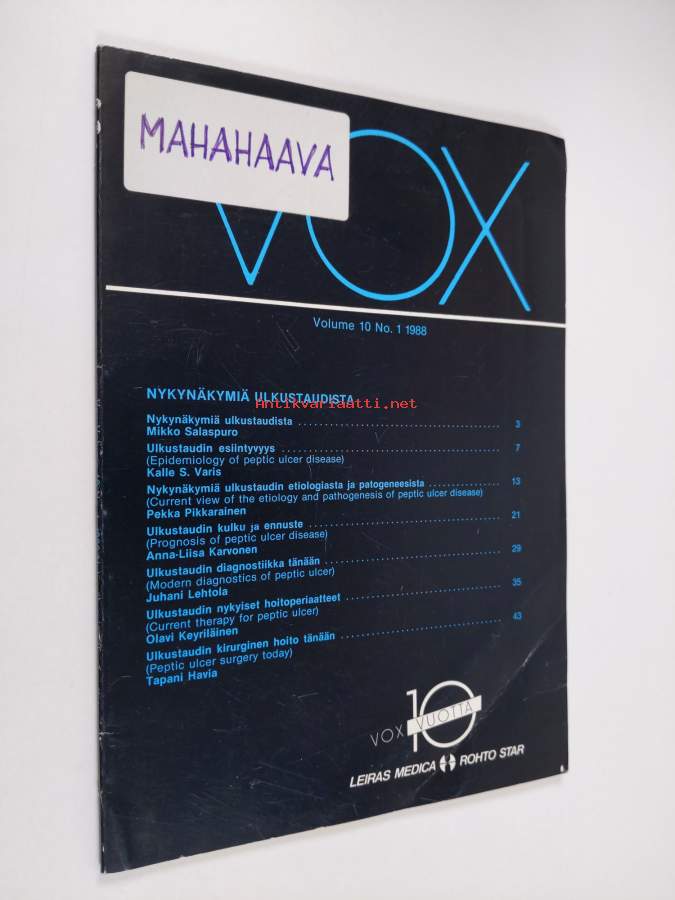 MAHAHAAVA
VOX
Volume 10 No. 1 1988
NYKYNÄKYMIÄ ULKUSTAUDISTA
Antikvariaatti.net
Nykynäkymiä ulkustaudista 3
Mikko Salaspuro
Ulkustaudin esiintyvyys 7
(Epidemiology of peptic ulcer disease)
Kalle S. Varis
Nykynäkymiä ulkustaudin etiologiasta ja patogeneesista 13
(Current view of the etiology and pathogenesis of peptic ulcer disease)
Pekka Pikkarainen
Ulkustaudin kulku ja ennuste 21
(Prognosis of peptic ulcer disease)
Anna-Liisa Karvonen
Ulkustaudin diagnostiikka tänään 29
(Modern diagnostics of peptic ulcer)
Juhani Lehtola
Ulkustaudin nykyiset hoitoperiaatteet 35
(Current therapy for peptic ulcer)
Olavi Keyriläinen
Ulkustaudin kirurginen hoito tänään 43
(Peptic ulcer surgery today)
Tapani Havia
10
VOX VUOTTA
LEIRAS MEDICA ROHTO STAR